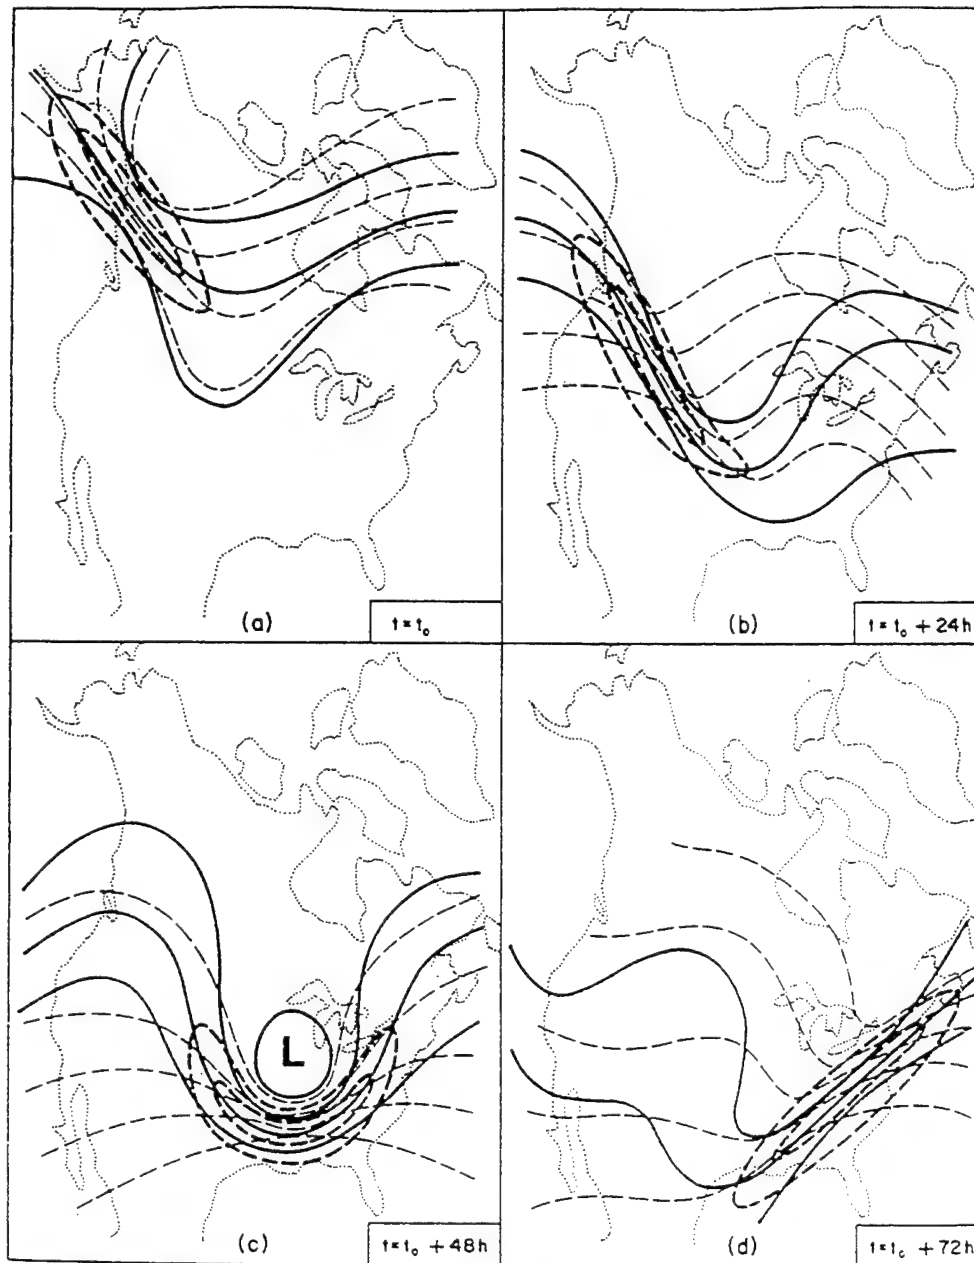 (a)
t = t₀
(b)
t = t₀ + 24h
L
(c)
t = t₀ + 48h
(d)
t = t₀ + 72h